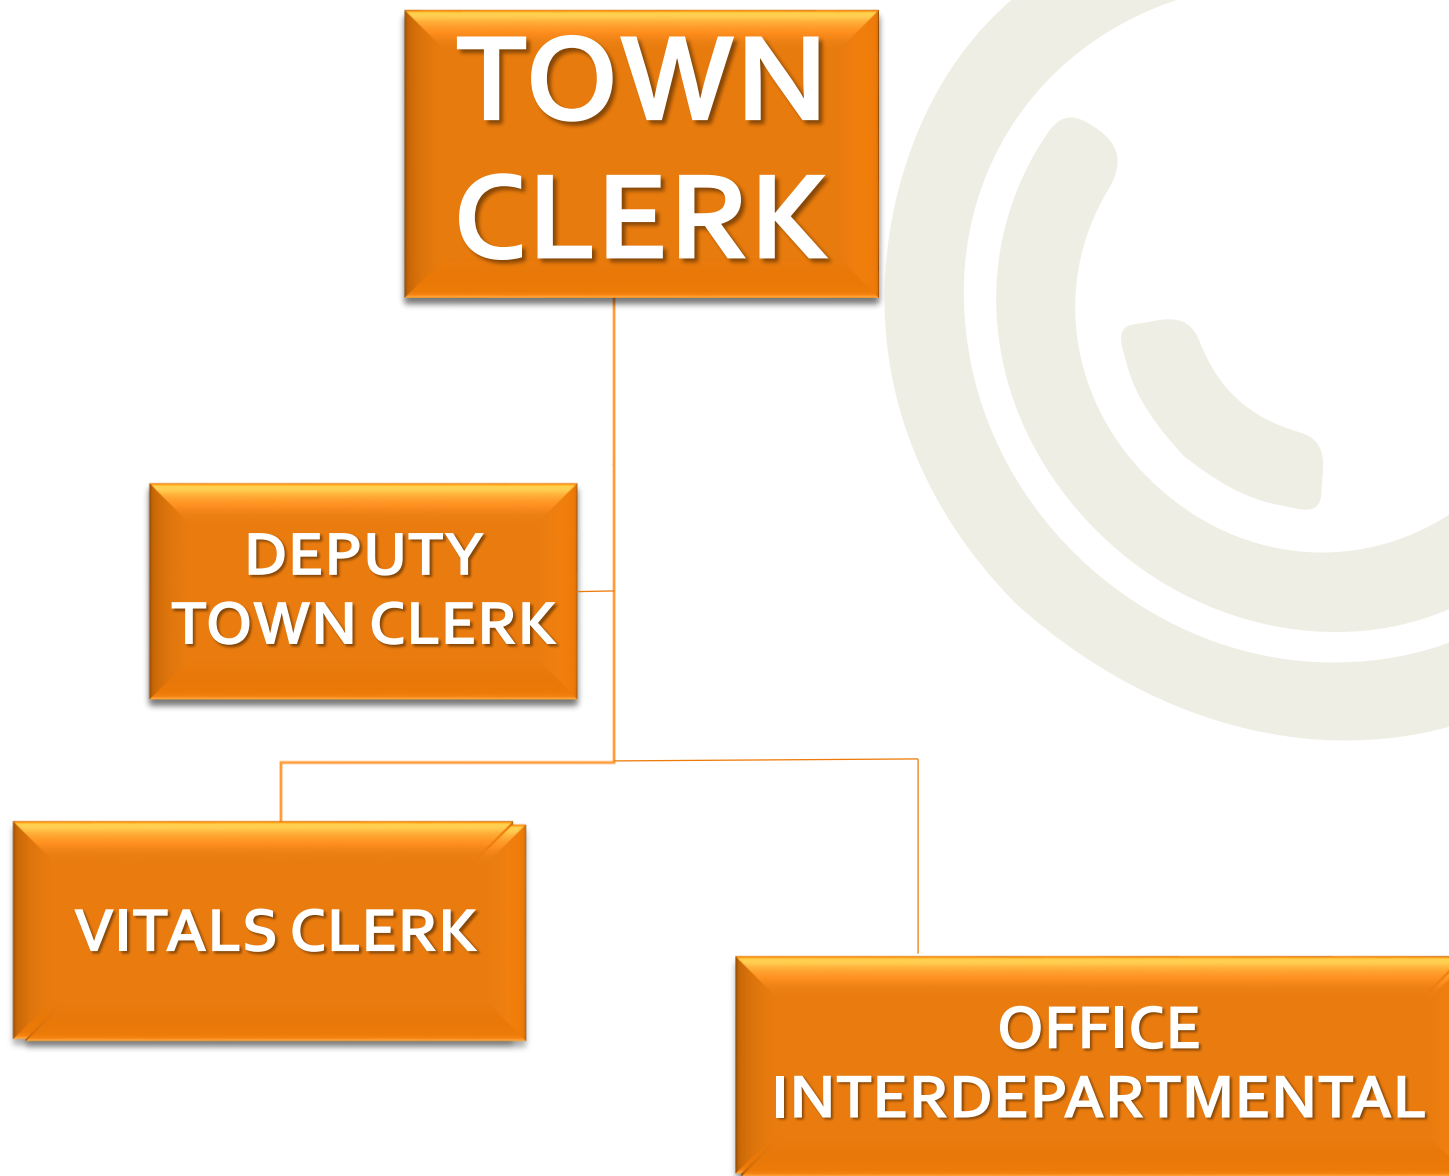 TOWN
CLERK
DEPUTY
TOWN CLERK
VITALS CLERK
OFFICE
INTERDEPARTMENTAL